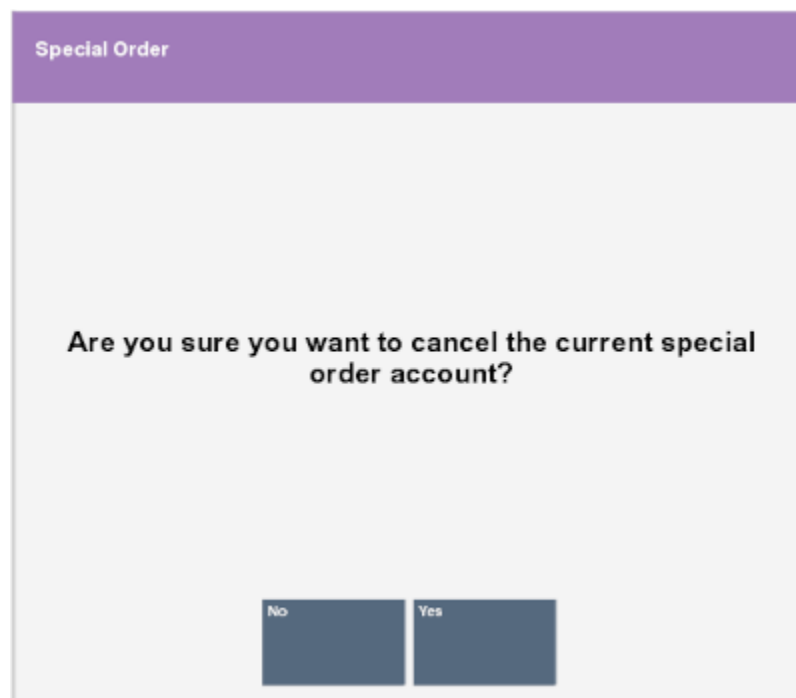 Special Order
Are you sure you want to cancel the current special
order account?
No
Yes